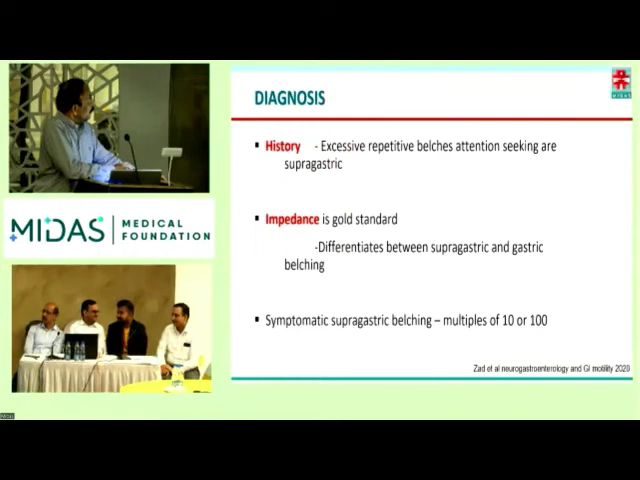 DIAGNOSIS
▪ History - Excessive repetitive belches attention seeking are
supragastric
▪ Impedance is gold standard
-Differentiates between supragastric and gastric
belching
▪ Symptomatic supragastric belching – multiples of 10 or 100
Zad et al neurogastroenterology and GI motility 2020
MIDAS
MEDICAL
FOUNDATION
MIDAS